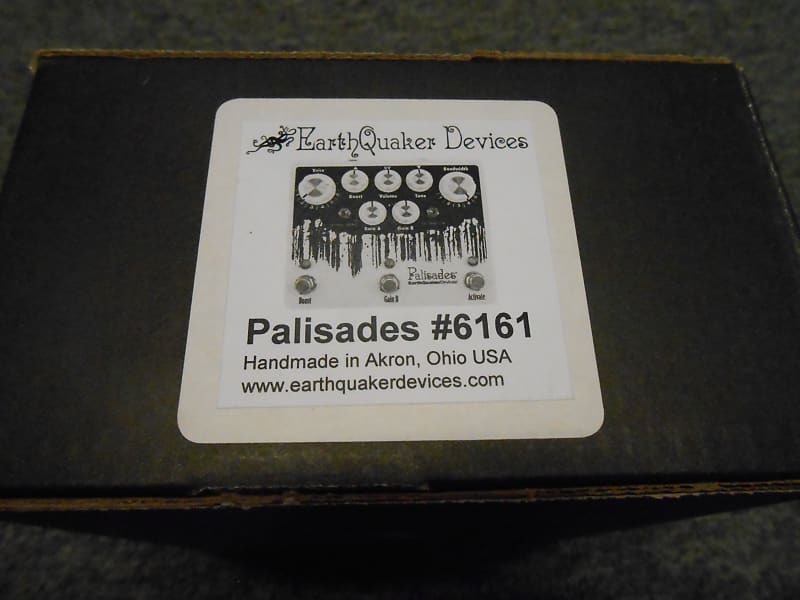 EarthQuaker Devices
Voice
Bandwidth
Boost Volume Tone
Gain A Gain B
Palisades
EarthQuaker Devices
Boost Gain B Activate
Palisades #6161
Handmade in Akron, Ohio USA
www.earthquakerdevices.com